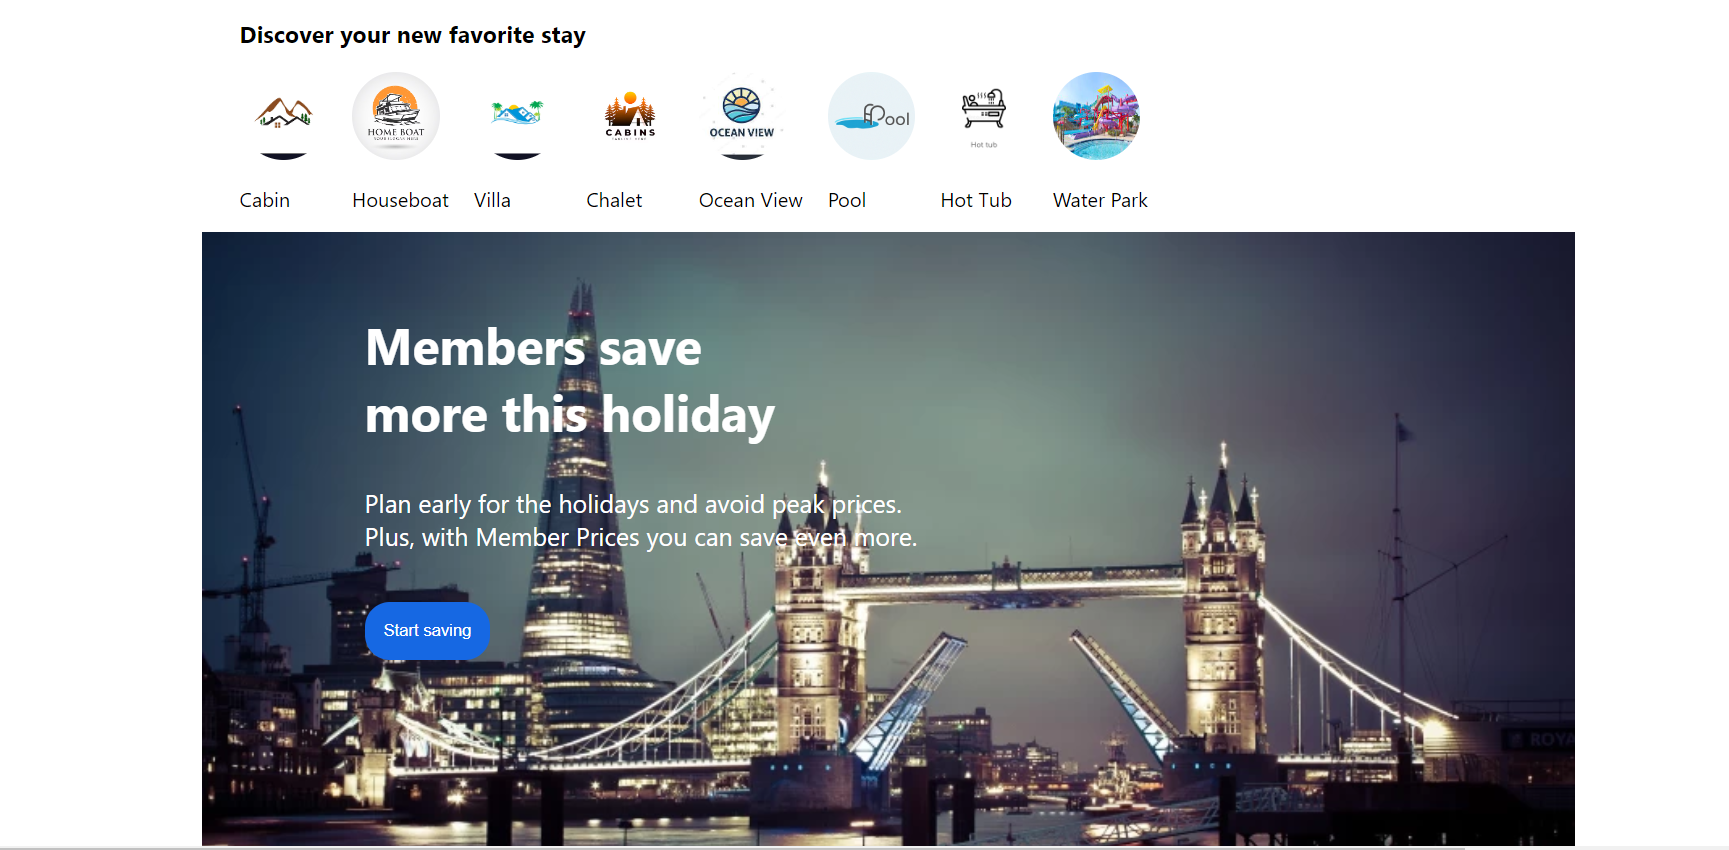 Discover your new favorite stay
HOME BOAT
CABINS
OCEAN VIEW
Pool
Hot tub
Cabin
Houseboat
Villa
Chalet
Ocean View
Pool
Hot Tub
Water Park
Members save
more this holiday
Plan early for the holidays and avoid peak prices.
Plus, with Member Prices you can save even more.
Start saving
ROYA